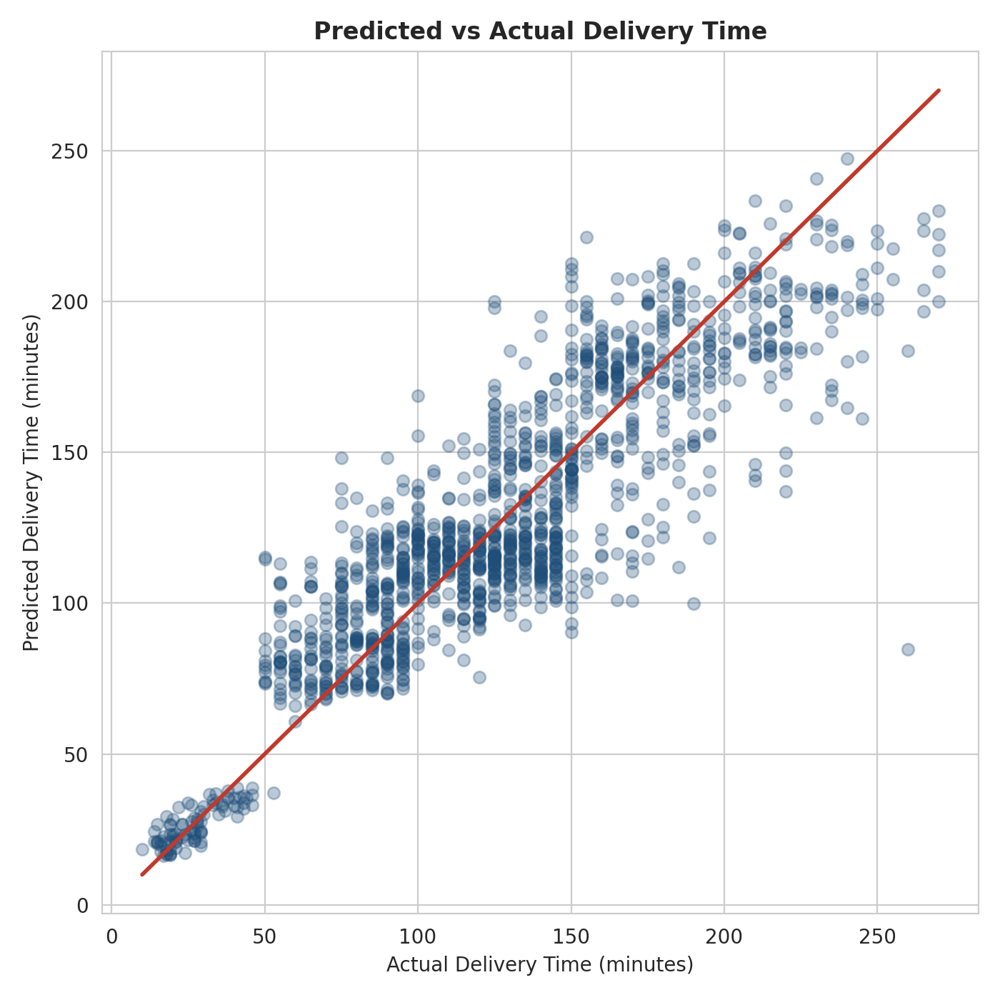 Predicted vs Actual Delivery Time
Predicted Delivery Time (minutes)
250
200
150
100
50
0
0 50 100 150 200 250
Actual Delivery Time (minutes)